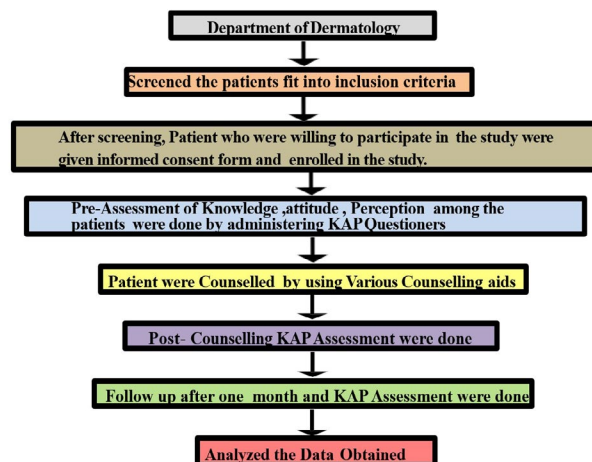 Department of Dermatology
Screened the patients fit into inclusion criteria
After screening, Patient who were willing to participate in the study were
given informed consent form and enrolled in the study.
Pre-Assessment of Knowledge ,attitude , Perception among the
patients were done by administering KAP Questioners
Patient were Counselled by using Various Counselling aids
Post- Counselling KAP Assessment were done
Follow up after one month and KAP Assessment were done
Analyzed the Data Obtained